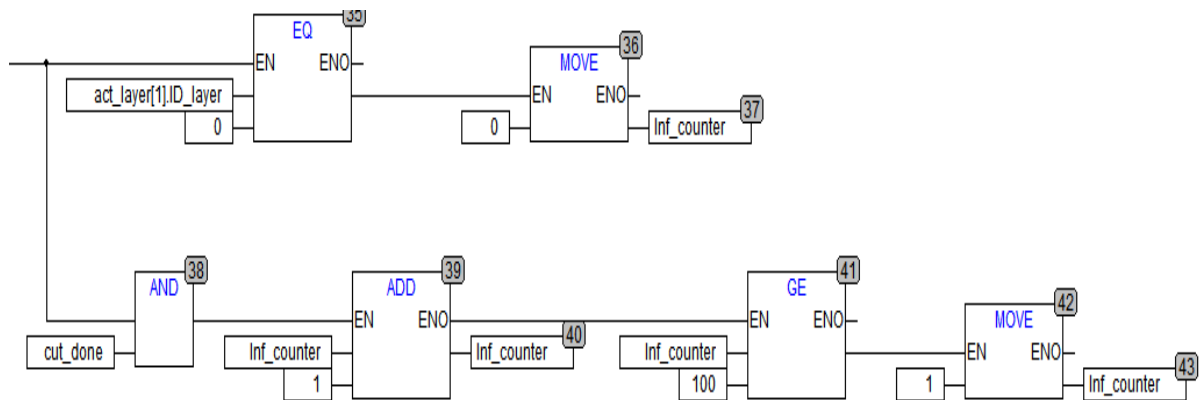 35
EQ
EN ENO
act_layer[1].ID_layer
0
36
MOVE
EN ENO
0
37
Inf_counter
38
AND
cut_done
39
ADD
EN ENO
Inf_counter
1
40
Inf_counter
41
GE
EN ENO
Inf_counter
100
42
MOVE
EN ENO
1
43
Inf_counter